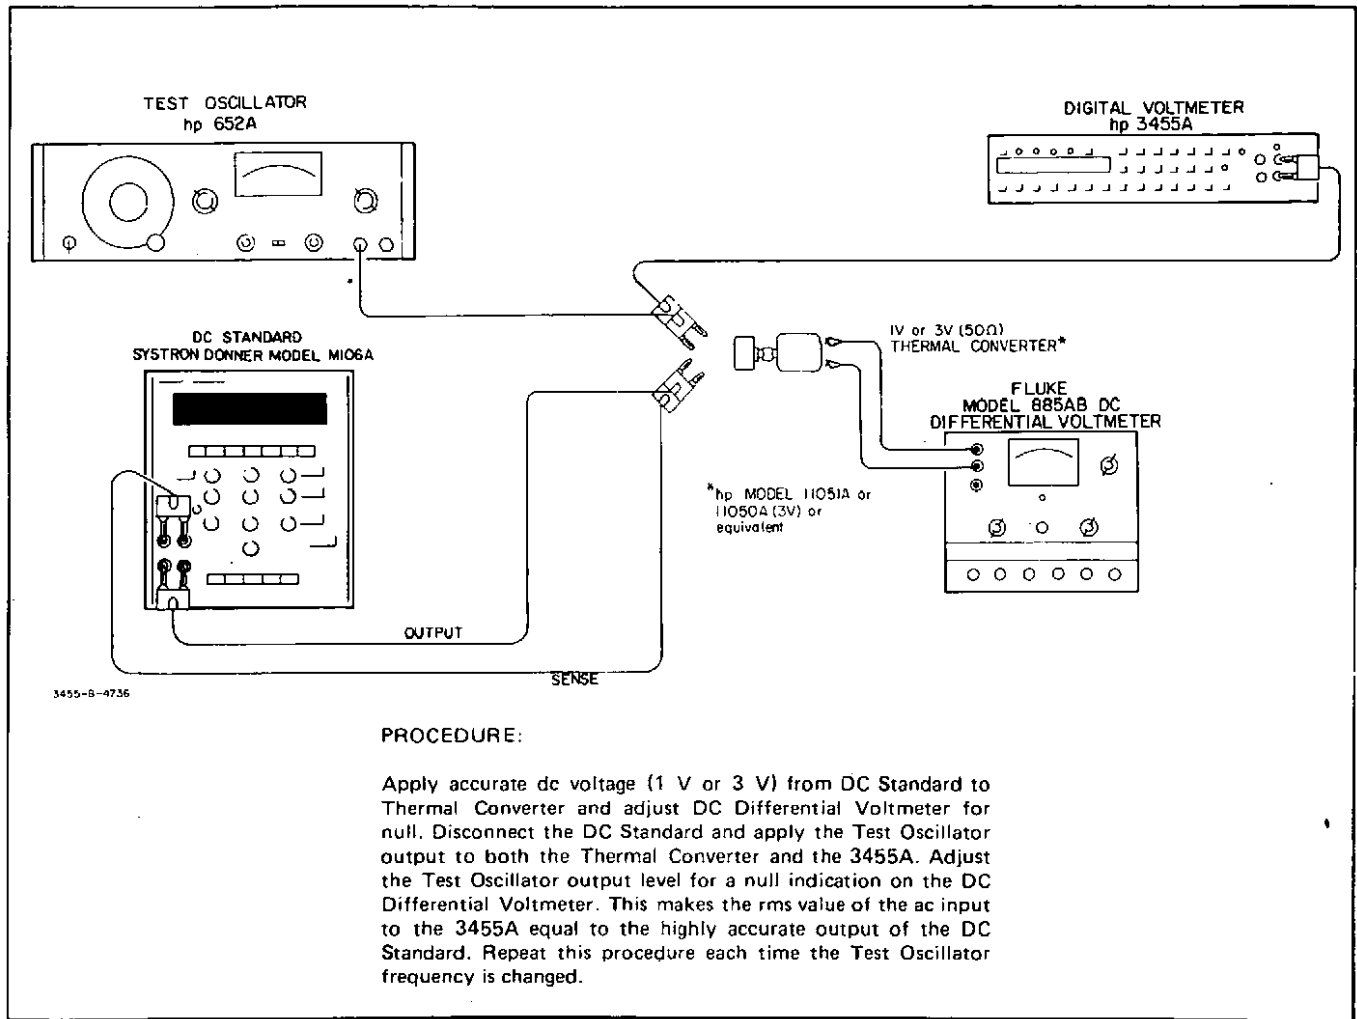 TEST OSCILLATOR
hp 652A
DIGITAL VOLTMETER
hp 3455A
DC STANDARD
SYSTRON DONNER MODEL M106A
1V or 3V (50Ω)
THERMAL CONVERTER*
FLUKE
MODEL 885AB DC
DIFFERENTIAL VOLTMETER
*hp MODEL 11051A or
11050A (3V) or
equivalent
OUTPUT
SENSE
3455-B-4736
PROCEDURE:
Apply accurate dc voltage (1 V or 3 V) from DC Standard to
Thermal Converter and adjust DC Differential Voltmeter for
null. Disconnect the DC Standard and apply the Test Oscillator
output to both the Thermal Converter and the 3455A. Adjust
the Test Oscillator output level for a null indication on the DC
Differential Voltmeter. This makes the rms value of the ac input
to the 3455A equal to the highly accurate output of the DC
Standard. Repeat this procedure each time the Test Oscillator
frequency is changed.